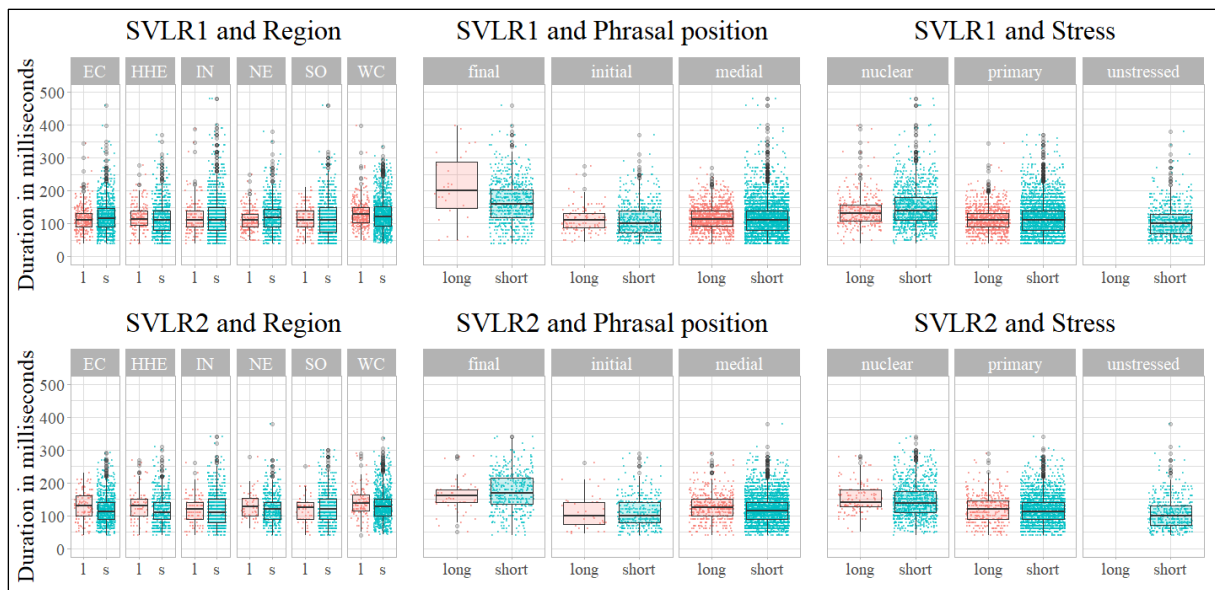 SVLR1 and Region
SVLR1 and Phrasal position
SVLR1 and Stress
EC HHE IN NE SO WC
final initial medial
nuclear primary unstressed
Duration in milliseconds
500
400
300
200
100
0
l s l s l s l s l s l s
long short long short long short
long short long short long short
SVLR2 and Region
SVLR2 and Phrasal position
SVLR2 and Stress
EC HHE IN NE SO WC
final initial medial
nuclear primary unstressed
Duration in milliseconds
500
400
300
200
100
0
l s l s l s l s l s l s
long short long short long short
long short long short long short